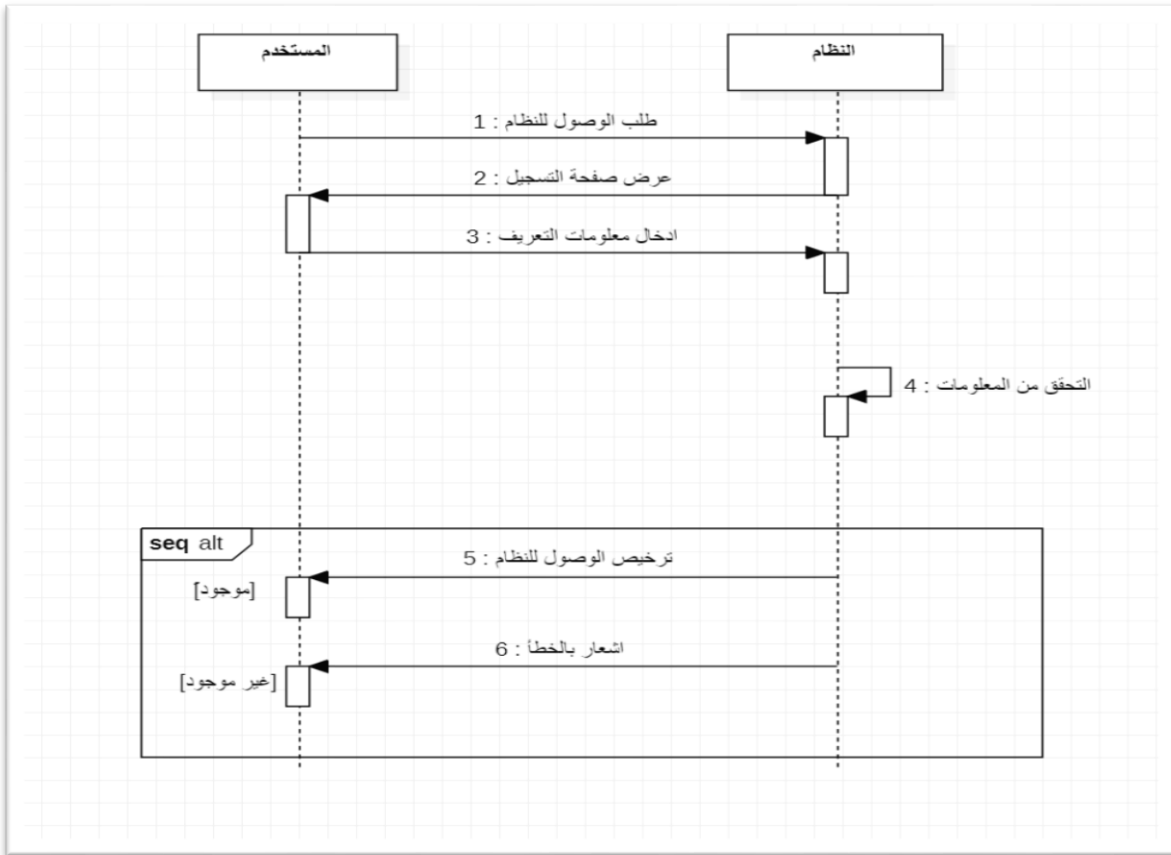 المستخدم
النظام
1 : طلب الوصول للنظام
2 : عرض صفحة التسجيل
3 : ادخال معلومات التعريف
4 : التحقق من المعلومات
seq alt
5 : ترخيص الوصول للنظام
[موجود]
6 : اشعار بالخطأ
[غير موجود]